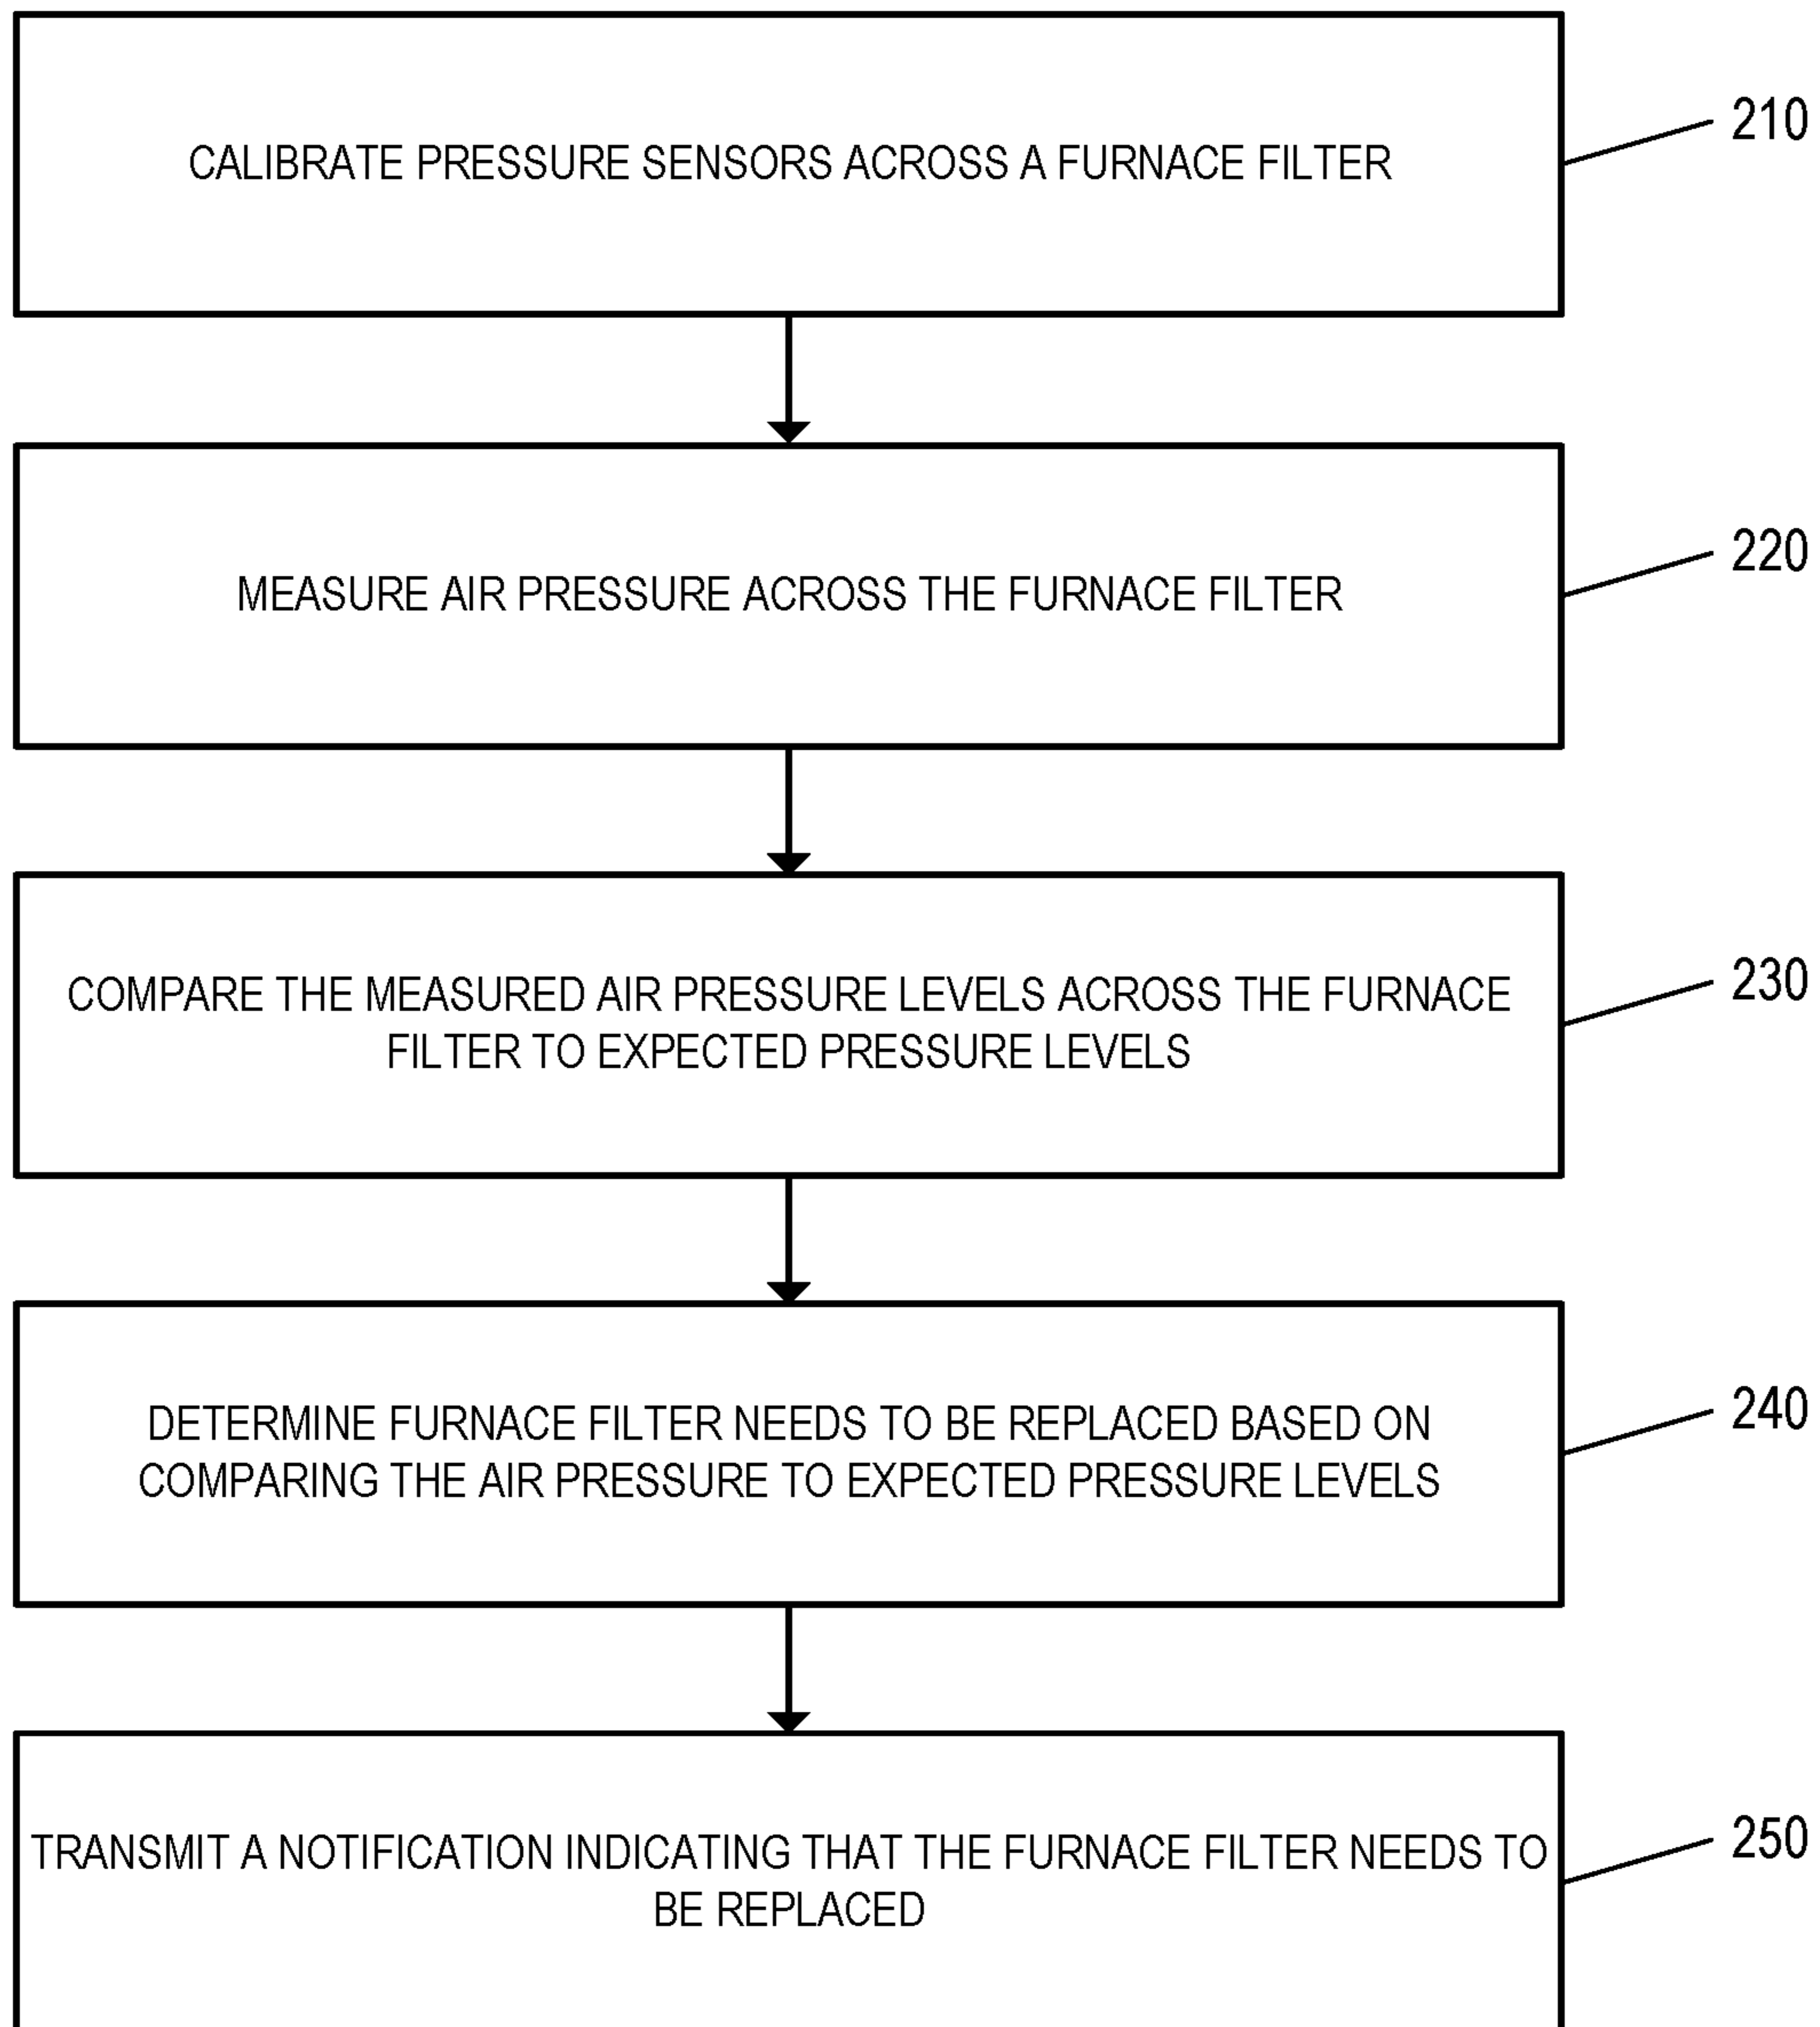 CALIBRATE PRESSURE SENSORS ACROSS A FURNACE FILTER
210
MEASURE AIR PRESSURE ACROSS THE FURNACE FILTER
220
COMPARE THE MEASURED AIR PRESSURE LEVELS ACROSS THE FURNACE
FILTER TO EXPECTED PRESSURE LEVELS
230
DETERMINE FURNACE FILTER NEEDS TO BE REPLACED BASED ON
COMPARING THE AIR PRESSURE TO EXPECTED PRESSURE LEVELS
240
TRANSMIT A NOTIFICATION INDICATING THAT THE FURNACE FILTER NEEDS TO
BE REPLACED
250